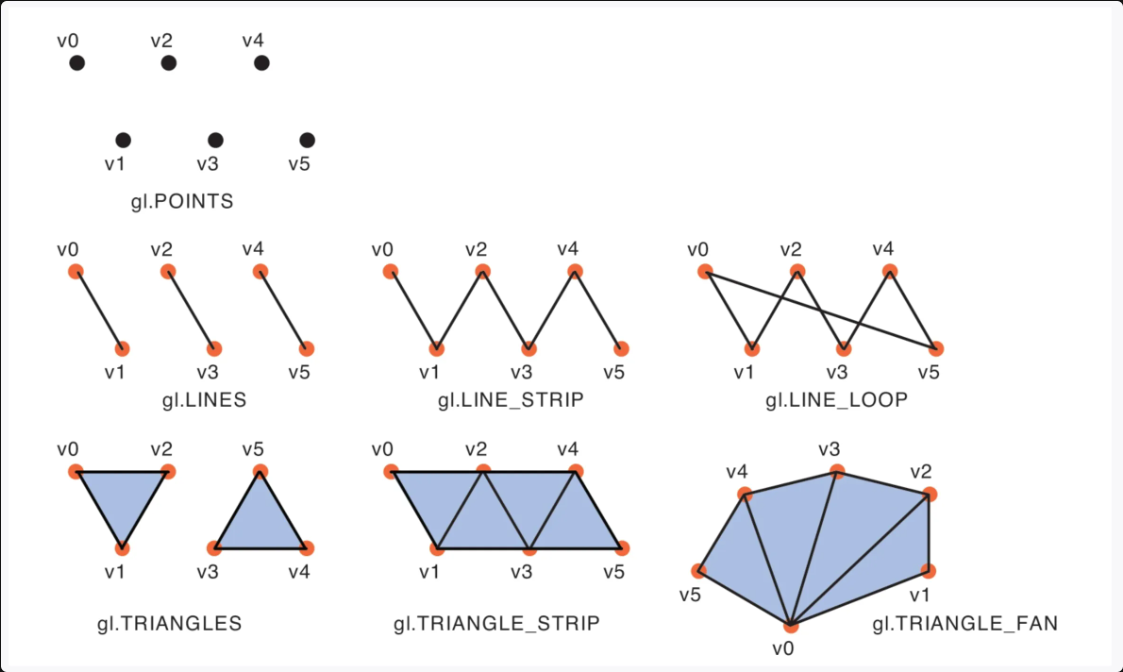 v0 v2 v4
v1 v3 v5
gl.POINTS
v0 v2 v4 v0 v2 v4 v0 v2 v4
v1 v3 v5 v1 v3 v5 v1 v3 v5
gl.LINES gl.LINE_STRIP gl.LINE_LOOP
v0 v2 v5 v0 v2 v4 v3
v4 v2
v1 v3 v4 v1 v3 v5
v5 v1
gl.TRIANGLES gl.TRIANGLE_STRIP gl.TRIANGLE_FAN
v0